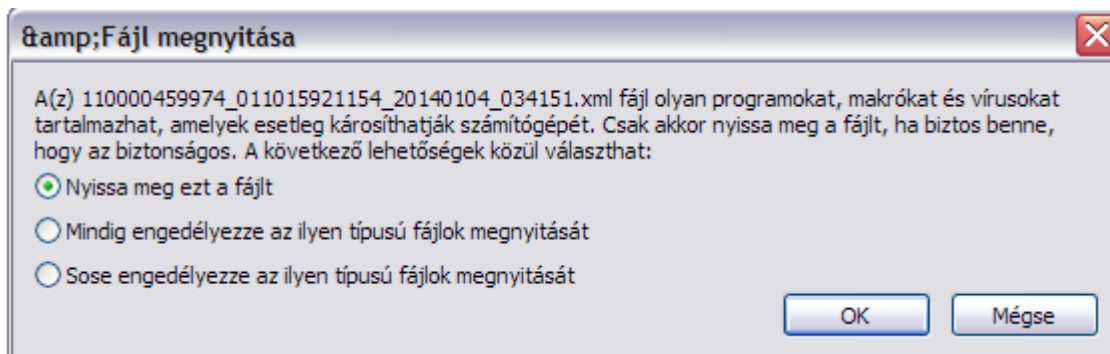 &amp;Fájl megnyitása
A(z) 110000459974_011015921154_20140104_034151.xml fájl olyan programokat, makrókat és vírusokat
tartalmazhat, amelyek esetleg károsíthatják számítógépét. Csak akkor nyissa meg a fájlt, ha biztos benne,
hogy az biztonságos. A következő lehetőségek közül választhat:
Nyissa meg ezt a fájlt
Mindig engedélyezze az ilyen típusú fájlok megnyitását
Sose engedélyezze az ilyen típusú fájlok megnyitását
OK Mégse